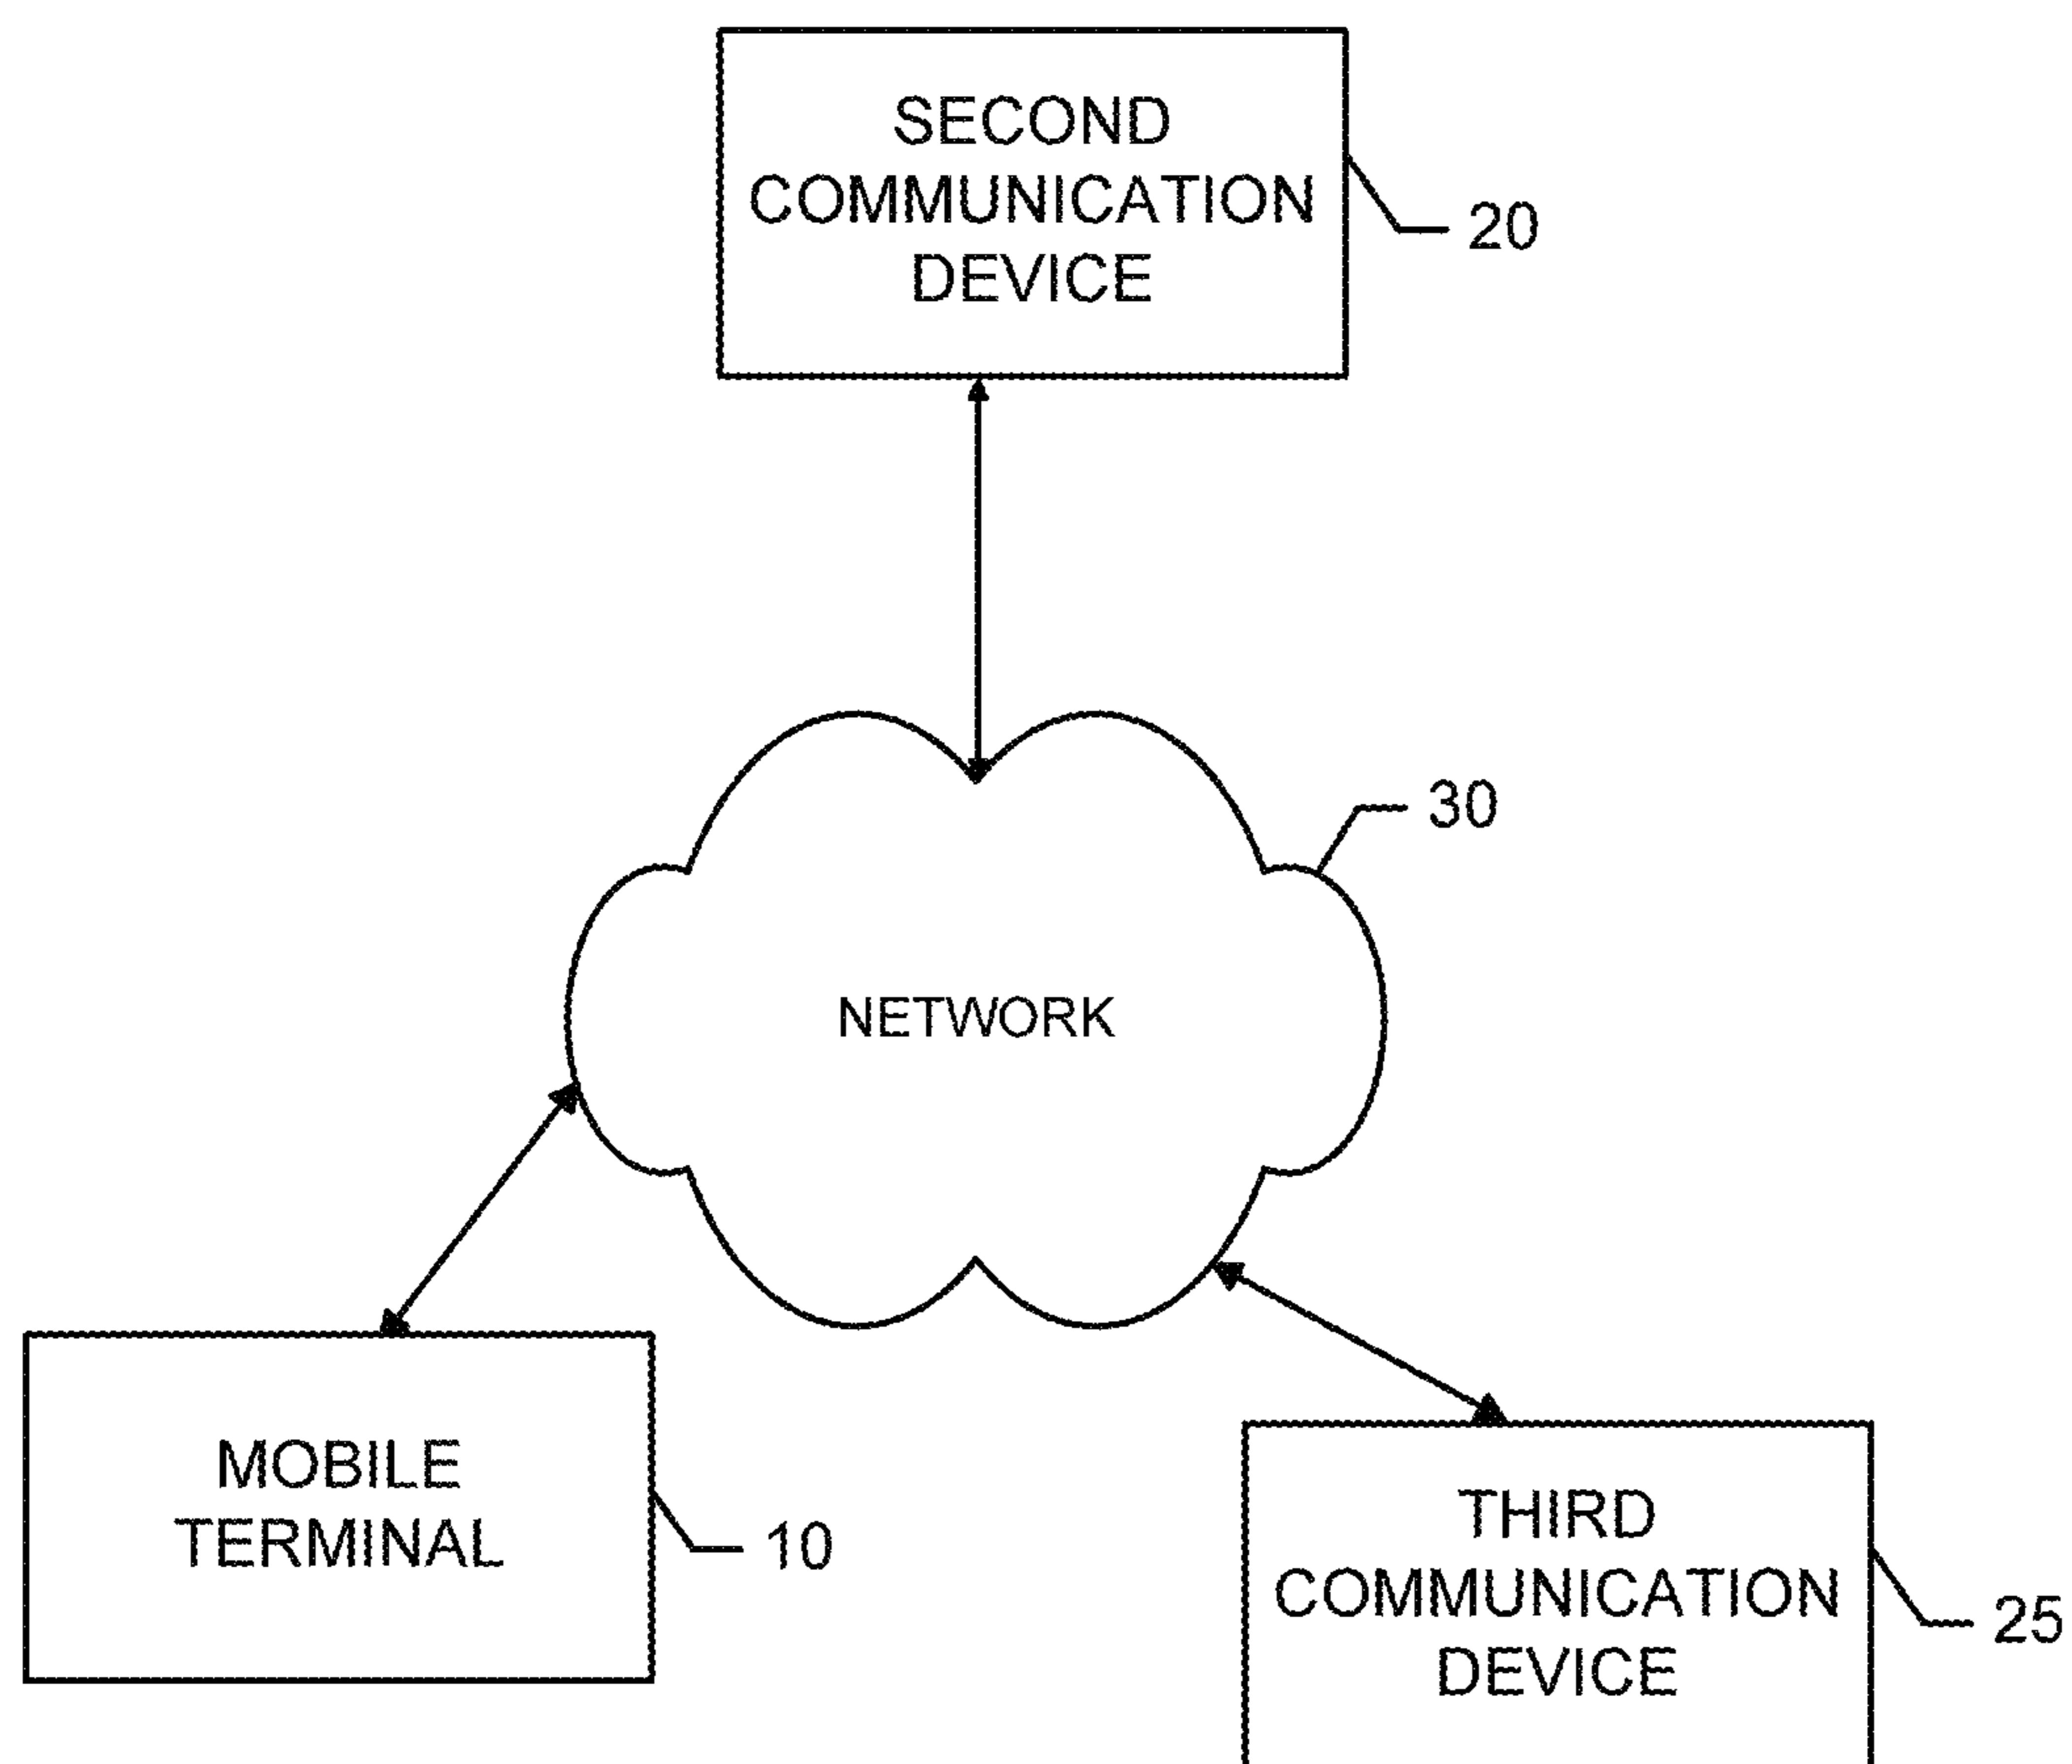 SECOND
COMMUNICATION
DEVICE
20
30
NETWORK
MOBILE
TERMINAL
10
THIRD
COMMUNICATION
DEVICE
25